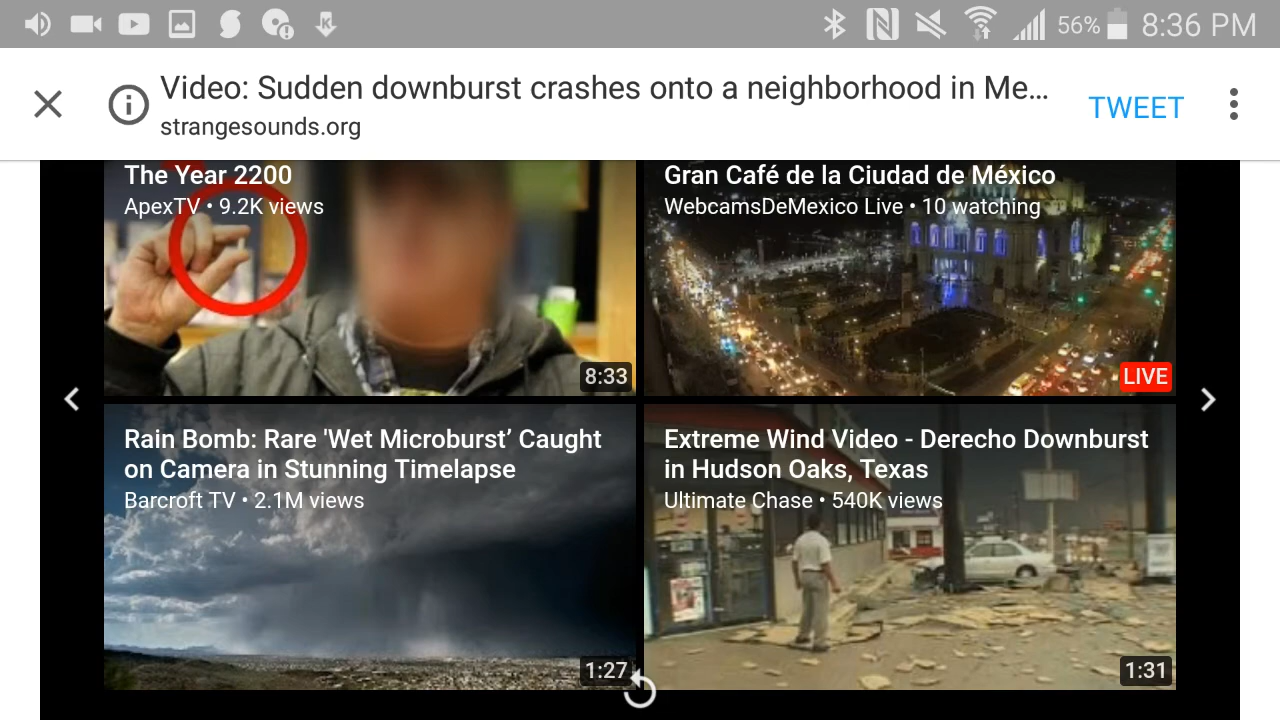 56% 8:36 PM
Video: Sudden downburst crashes onto a neighborhood in Me...
strangesounds.org
TWEET
The Year 2200
ApexTV • 9.2K views
8:33
Gran Café de la Ciudad de México
WebcamsDeMexico Live • 10 watching
LIVE
Rain Bomb: Rare 'Wet Microburst’ Caught
on Camera in Stunning Timelapse
Barcroft TV • 2.1M views
1:27
Extreme Wind Video - Derecho Downburst
in Hudson Oaks, Texas
Ultimate Chase • 540K views
1:31